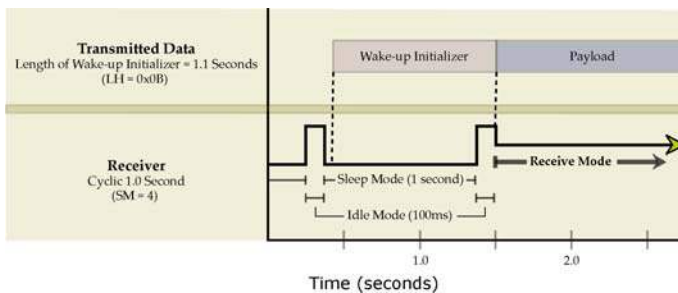 Transmitted Data
Length of Wake-up Initializer = 1.1 Seconds
(LH = 0x0B)
Wake-up Initializer
Payload
Receiver
Cyclic 1.0 Second
(SM = 4)
Sleep Mode (1 second)
Receive Mode
Idle Mode (100ms)
1.0
2.0
Time (seconds)